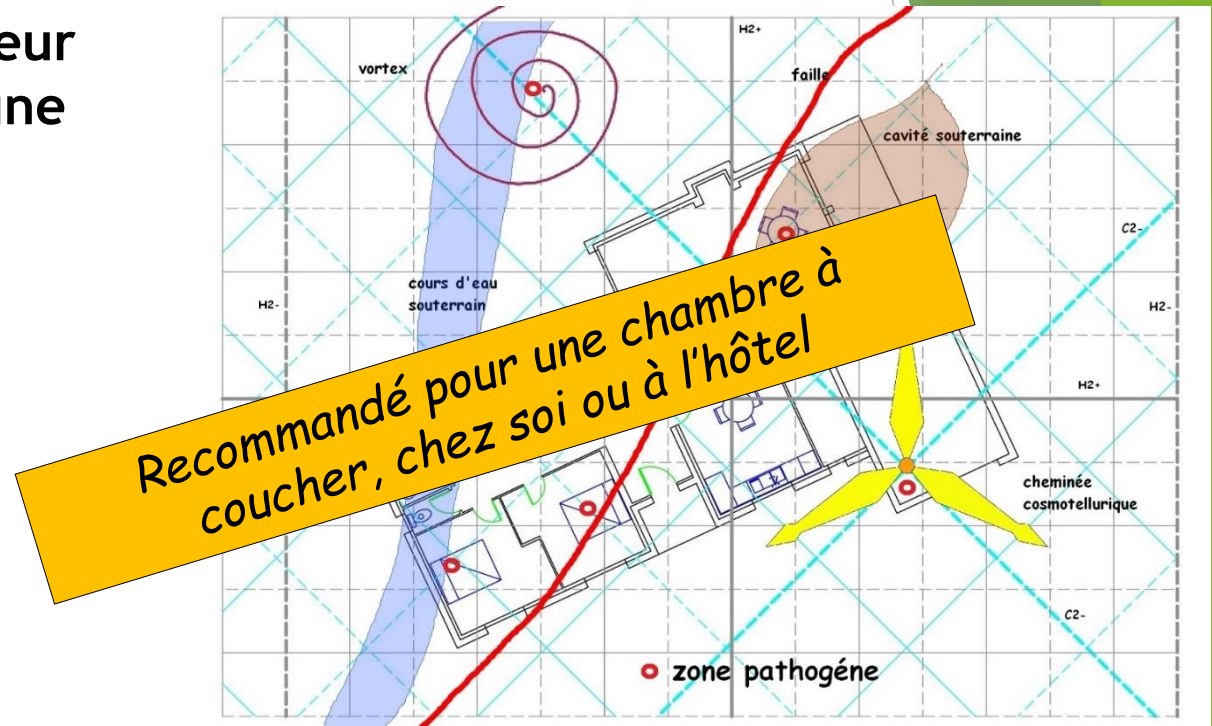 eur
une
H2+
vortex
faille
cavité souterraine
C2-
cours d'eau
souterrain
H2-
H2-
Recommandé pour une chambre à
coucher, chez soi ou à l'hôtel
H2+
cheminée
cosmotellurique
C2-
zone pathogéne